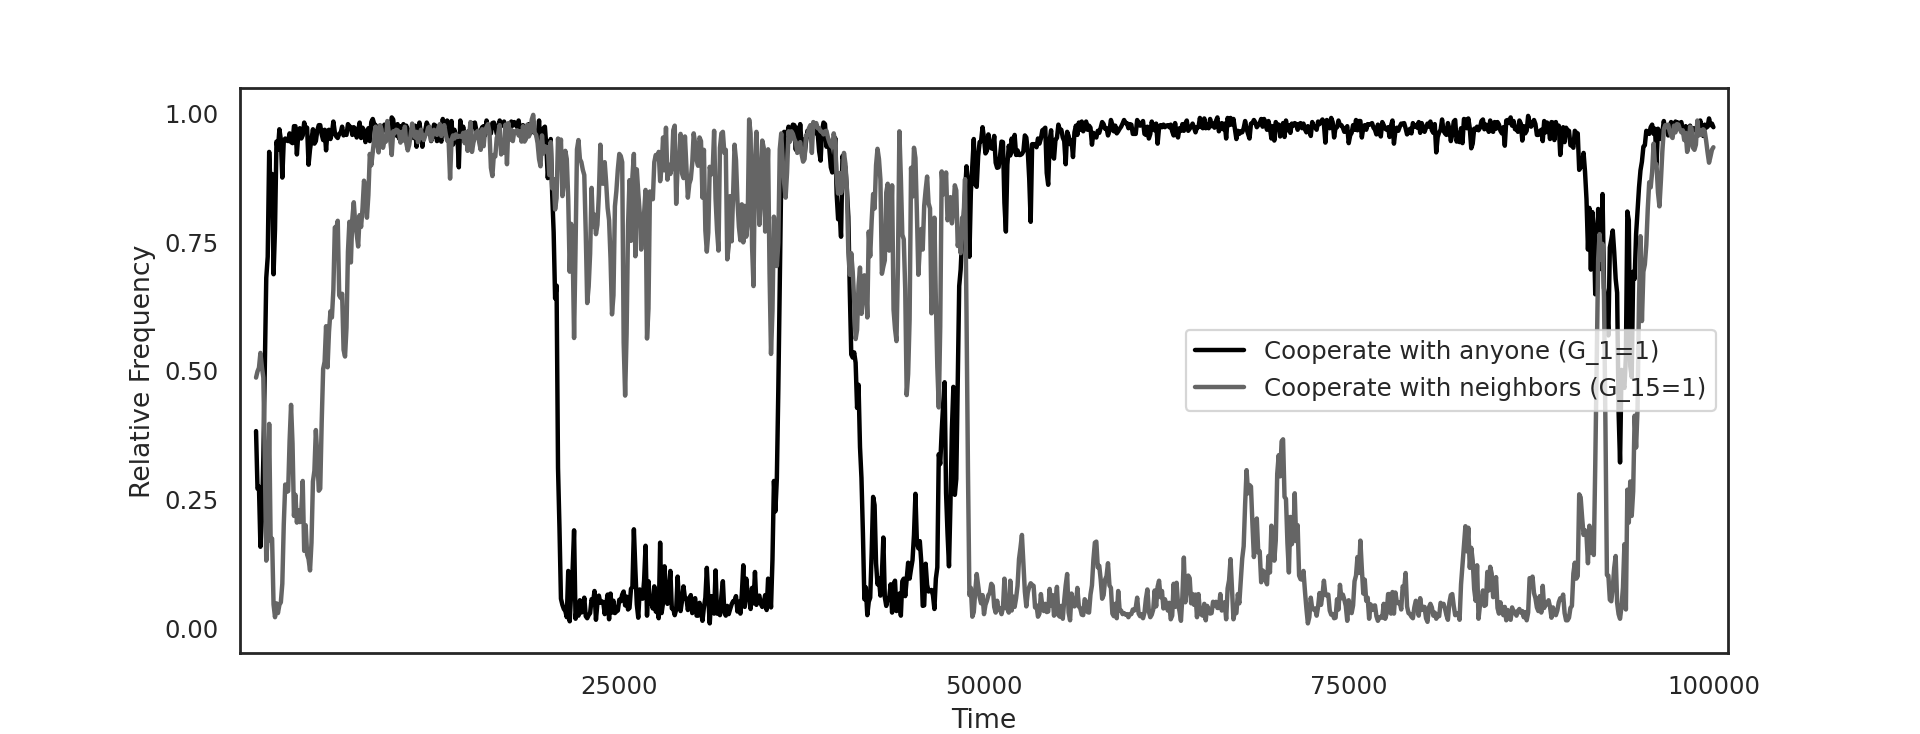 1.00
0.75
0.50
0.25
0.00
Relative Frequency
Cooperate with anyone (G_1=1)
Cooperate with neighbors (G_15=1)
25000 50000 75000 100000
Time